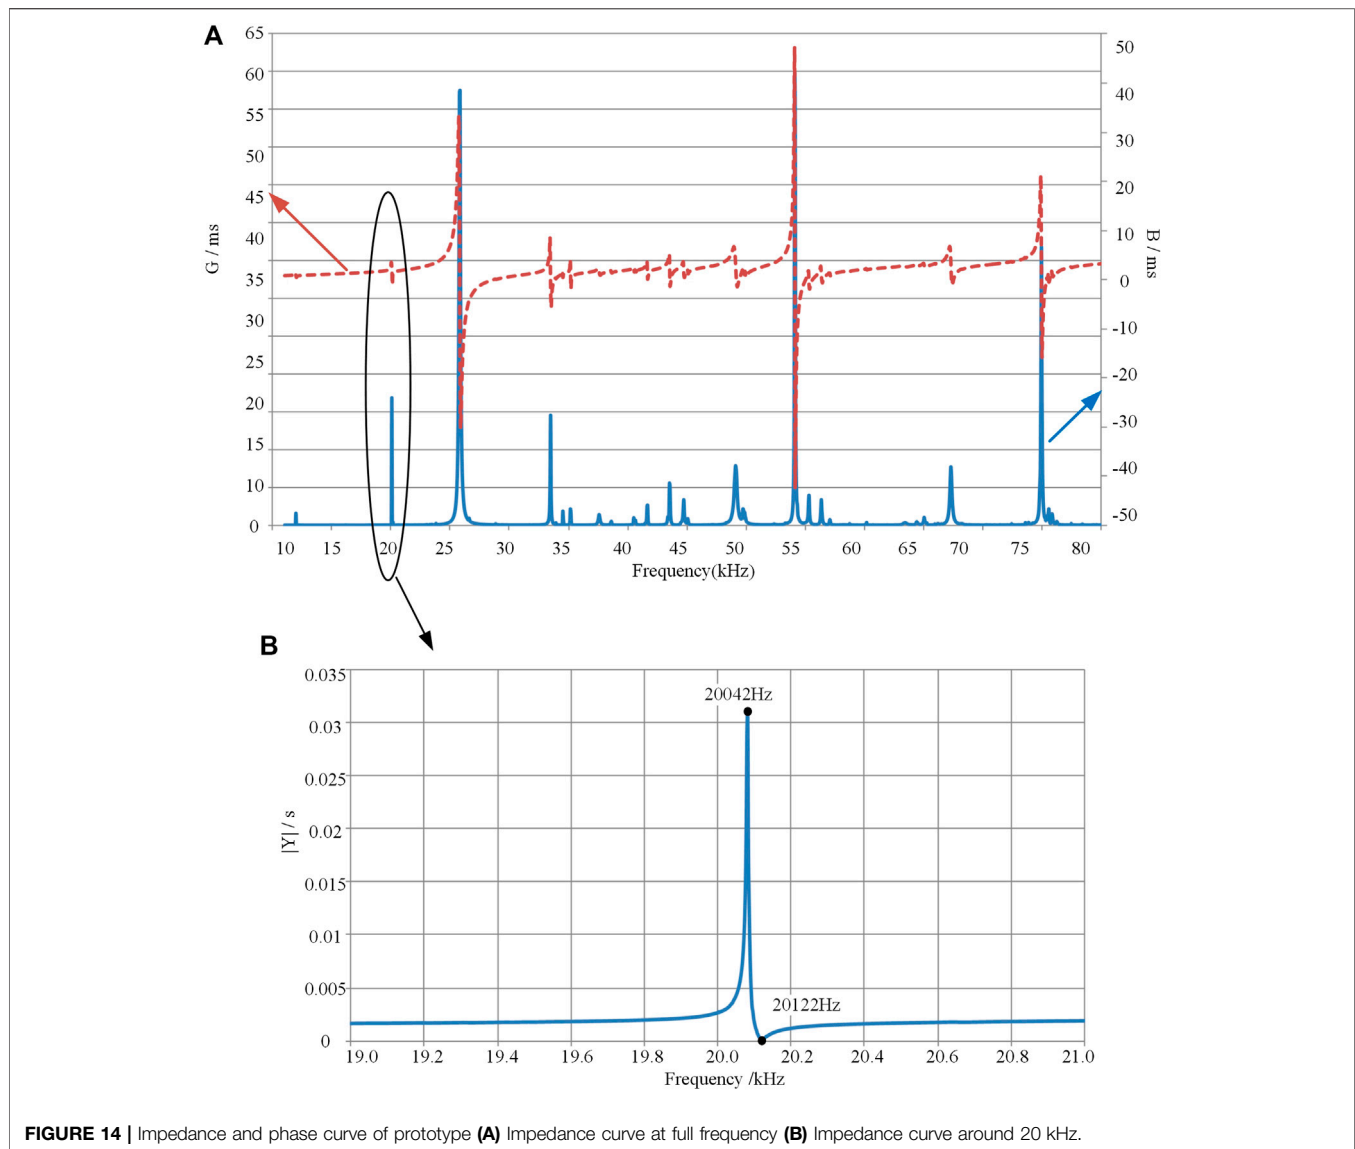 A
65
60
55
50
45
40
35
30
25
20
15
10
0
G / ms
50
40
30
20
10
0
-10
-20
-30
-40
-50
B / ms
10 15 20 25 30 35 40 45 50 55 60 65 70 75 80
Frequency(kHz)
B
0.035
0.03
0.025
0.02
0.015
0.01
0.005
0
|Y| / s
20042Hz
20122Hz
19.0 19.2 19.4 19.6 19.8 20.0 20.2 20.4 20.6 20.8 21.0
Frequency /kHz
FIGURE 14 | Impedance and phase curve of prototype (A) Impedance curve at full frequency (B) Impedance curve around 20 kHz.